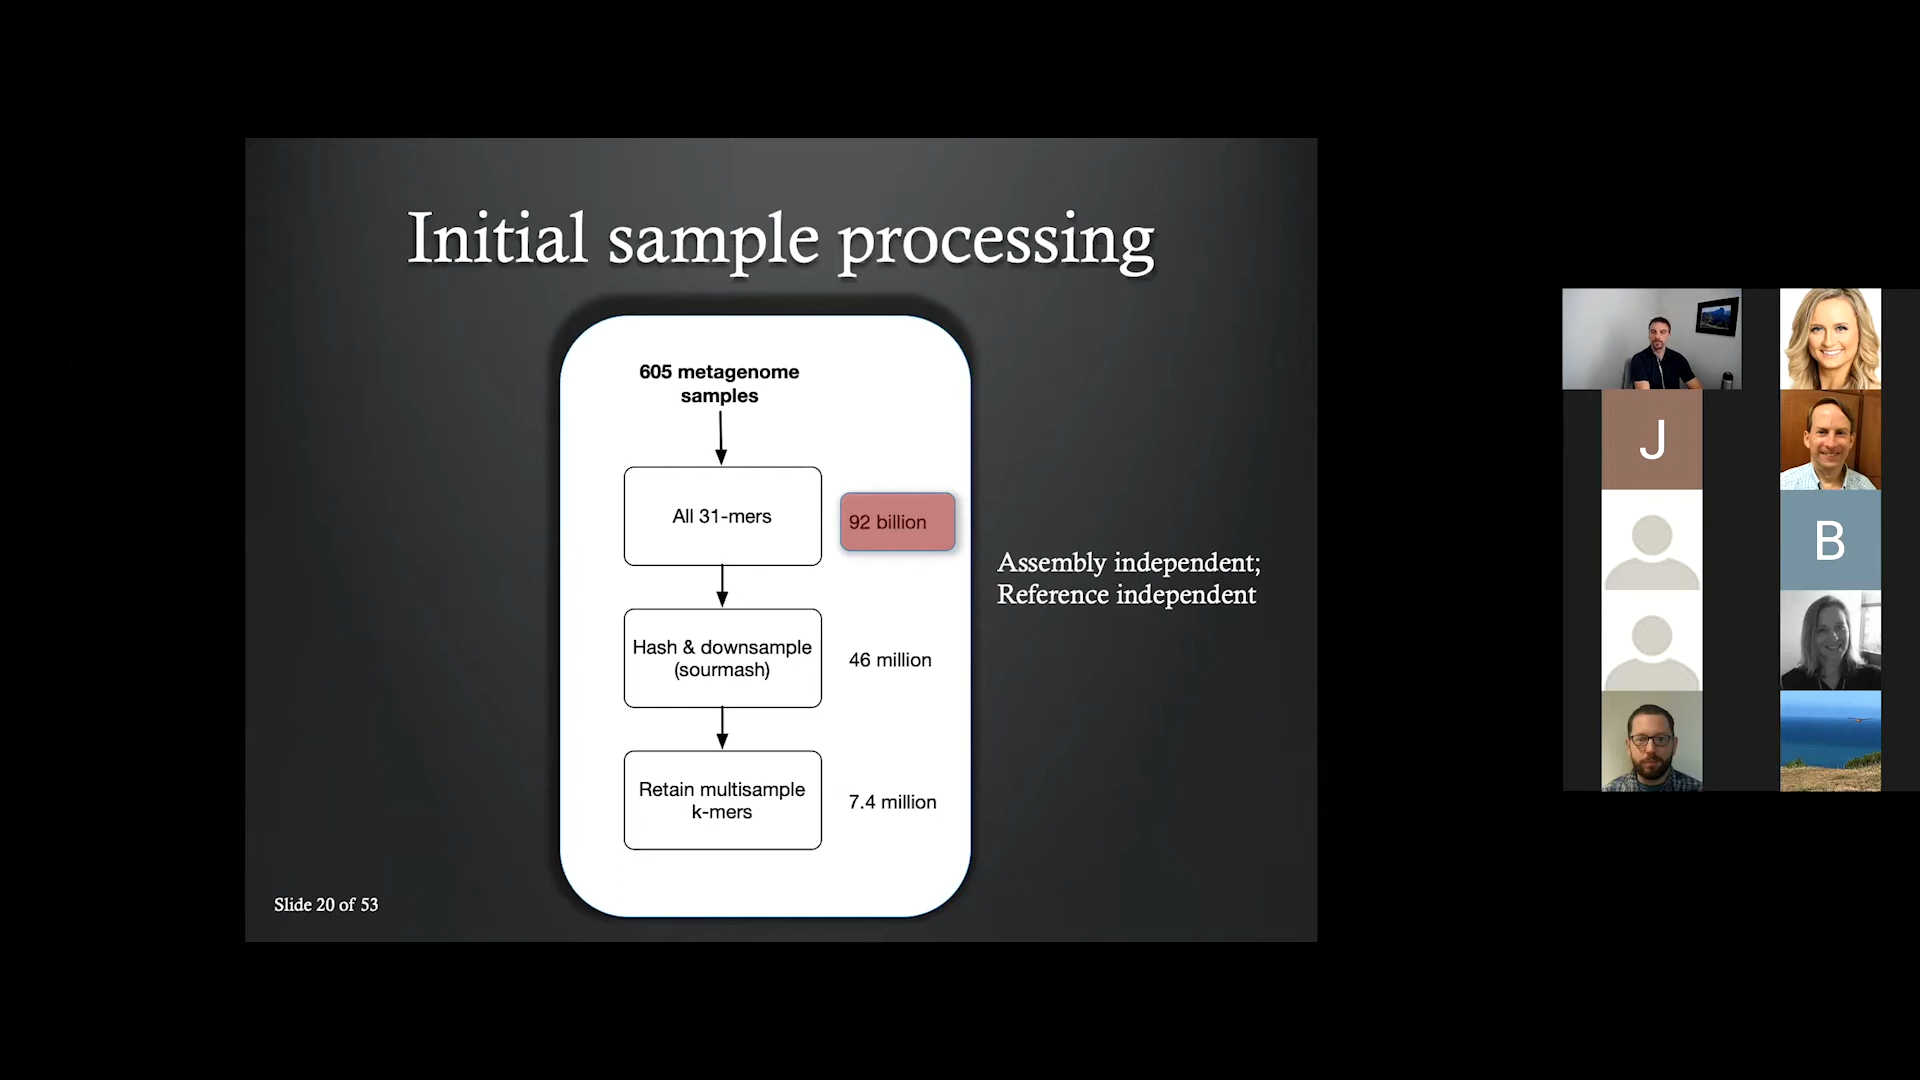 Initial sample processing
605 metagenome
samples
All 31-mers
92 billion
Hash & downsample
(sourmash)
46 million
Retain multisample
k-mers
7.4 million
Assembly independent;
Reference independent
Slide 20 of 53
J
B